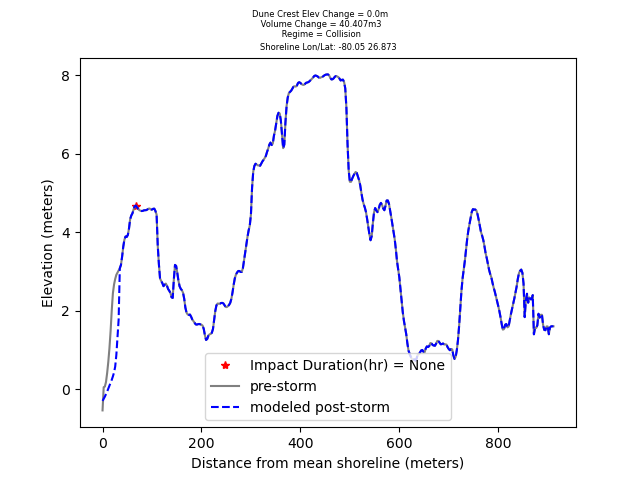 Dune Crest Elev Change = 0.0m
Volume Change = 40.407m3
Regime = Collision
Shoreline Lon/Lat: -80.05 26.873
8
6
4
2
0
Elevation (meters)
Impact Duration(hr) = None
pre-storm
modeled post-storm
0 200 400 600 800
Distance from mean shoreline (meters)